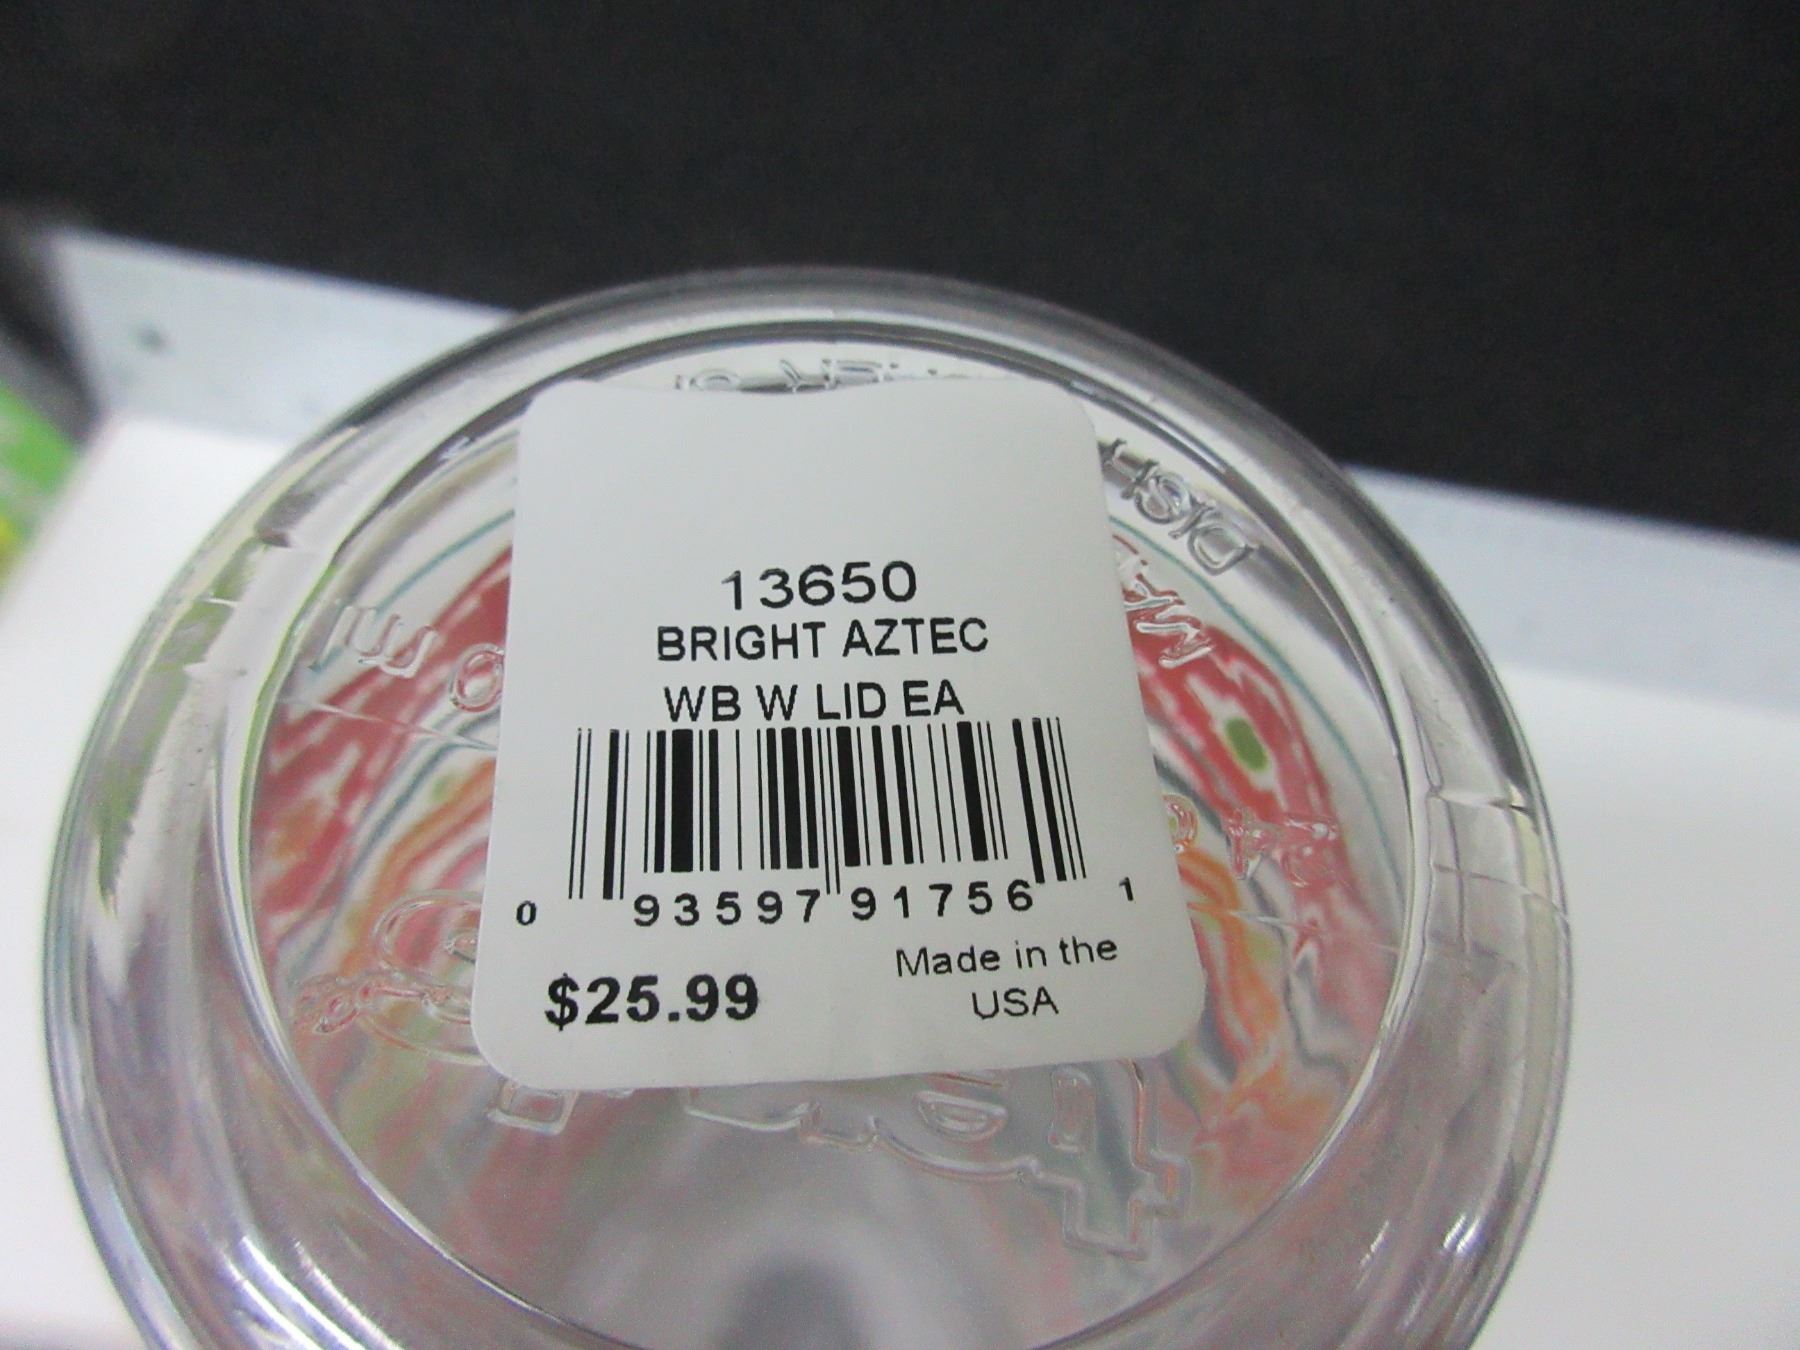 13650
BRIGHT AZTEC
WB W LID EA
0 93597 91756 1
$25.99
Made in the
USA